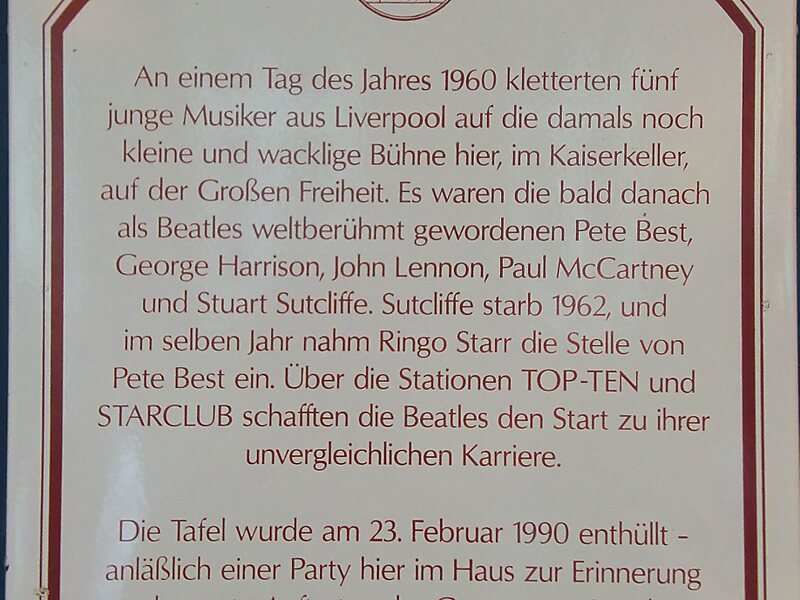 An einem Tag des Jahres 1960 kletterten fünf
junge Musiker aus Liverpool auf die damals noch
kleine und wacklige Bühne hier, im Kaiserkeller,
auf der Großen Freiheit. Es waren die bald danach
als Beatles weltberühmt gewordenen Pete Best,
George Harrison, John Lennon, Paul McCartney
und Stuart Sutcliffe. Sutcliffe starb 1962, und
im selben Jahr nahm Ringo Starr die Stelle von
Pete Best ein. Über die Stationen TOP-TEN und
STARCLUB schafften die Beatles den Start zu ihrer
unvergleichlichen Karriere.
Die Tafel wurde am 23. Februar 1990 enthüllt -
anläßlich einer Party hier im Haus zur Erinnerung